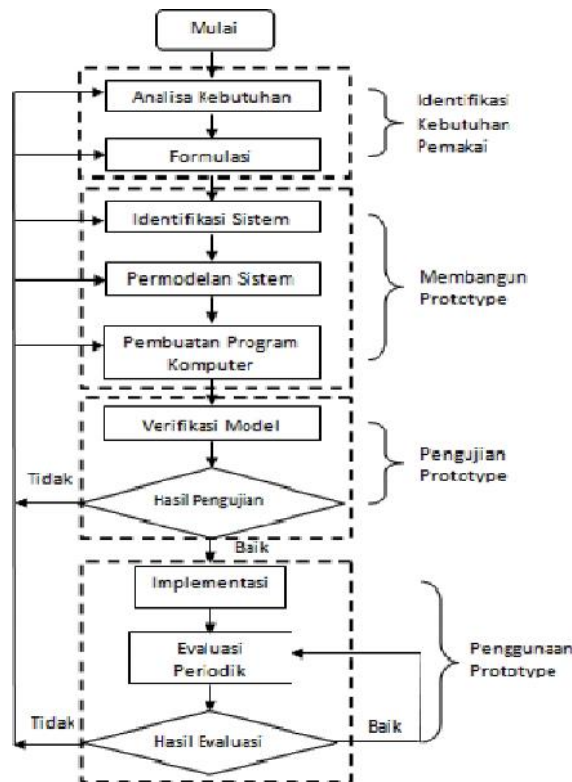 Mulai
Analisa Kebutuhan
Formulasi
Identifikasi
Kebutuhan
Pemakai
Identifikasi Sistem
Permodelan Sistem
Pembuatan Program
Komputer
Membangun
Prototype
Verifikasi Model
Hasil Pengujian
Tidak
Baik
Pengujian
Prototype
Implementasi
Evaluasi
Periodik
Hasil Evaluasi
Tidak
Baik
Penggunaan
Prototype